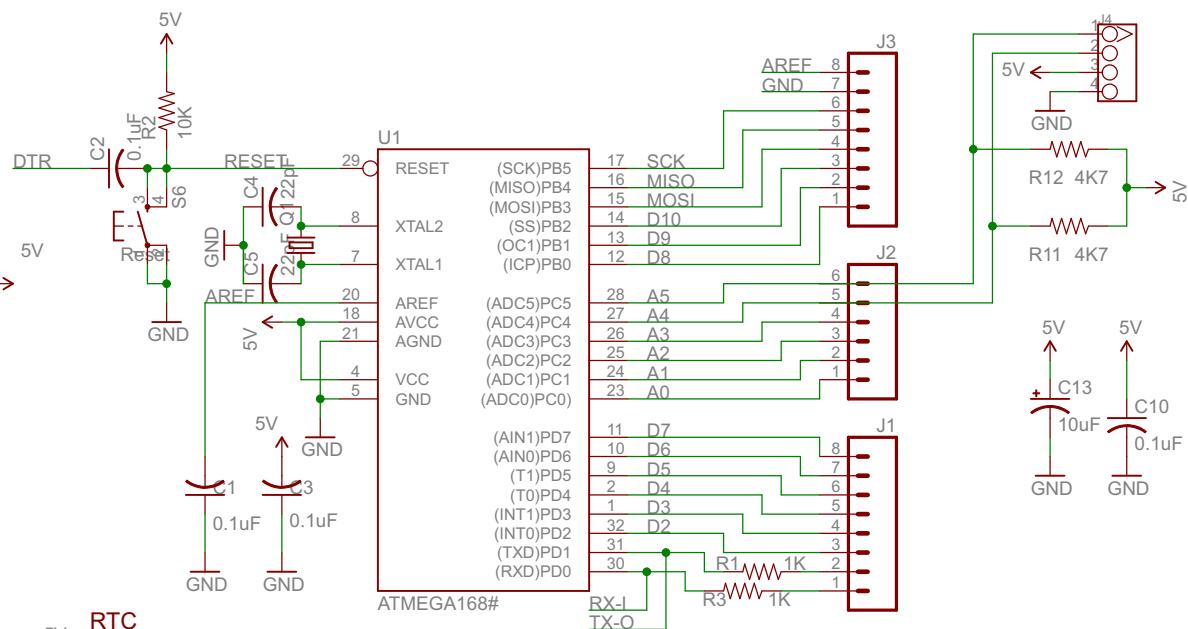 5V
C2
0.1uF
R2
10K
DTR
RESET
3
4
S6
Reset
5V
GND
C4
22pF
Q1
GND
C5
22pF
AREF
5V
GND
5V
C1
0.1uF
GND
C3
0.1uF
GND
RTC
U1
29 RESET (SCK)PB5 17 SCK
(MISO)PB4 16 MISO
(MOSI)PB3 15 MOSI
8 XTAL2 (SS)PB2 14 D10
(OC1)PB1 13 D9
7 XTAL1 (ICP)PB0 12 D8
20 AREF (ADC5)PC5 28 A5
18 AVCC (ADC4)PC4 27 A4
21 AGND (ADC3)PC3 26 A3
(ADC2)PC2 25 A2
4 VCC (ADC1)PC1 24 A1
5 GND (ADC0)PC0) 23 A0
(AIN1)PD7 11 D7
(AIN0)PD6 10 D6
(T1)PD5 9 D5
(T0)PD4 2 D4
(INT1)PD3 1 D3
(INT0)PD2 32 D2
(TXD)PD1 31
(RXD)PD0 30
ATMEGA168#
RX-I
TX-O
R1 1K
R3 1K
J3
AREF 8
GND 7
6
5
4
3
2
1
J2
6
5
4
3
2
1
J1
8
7
6
5
4
3
2
1
J4
1
2
5V 3
4
GND
R12 4K7
5V
R11 4K7
5V
C13
10uF
GND
5V
C10
0.1uF
GND